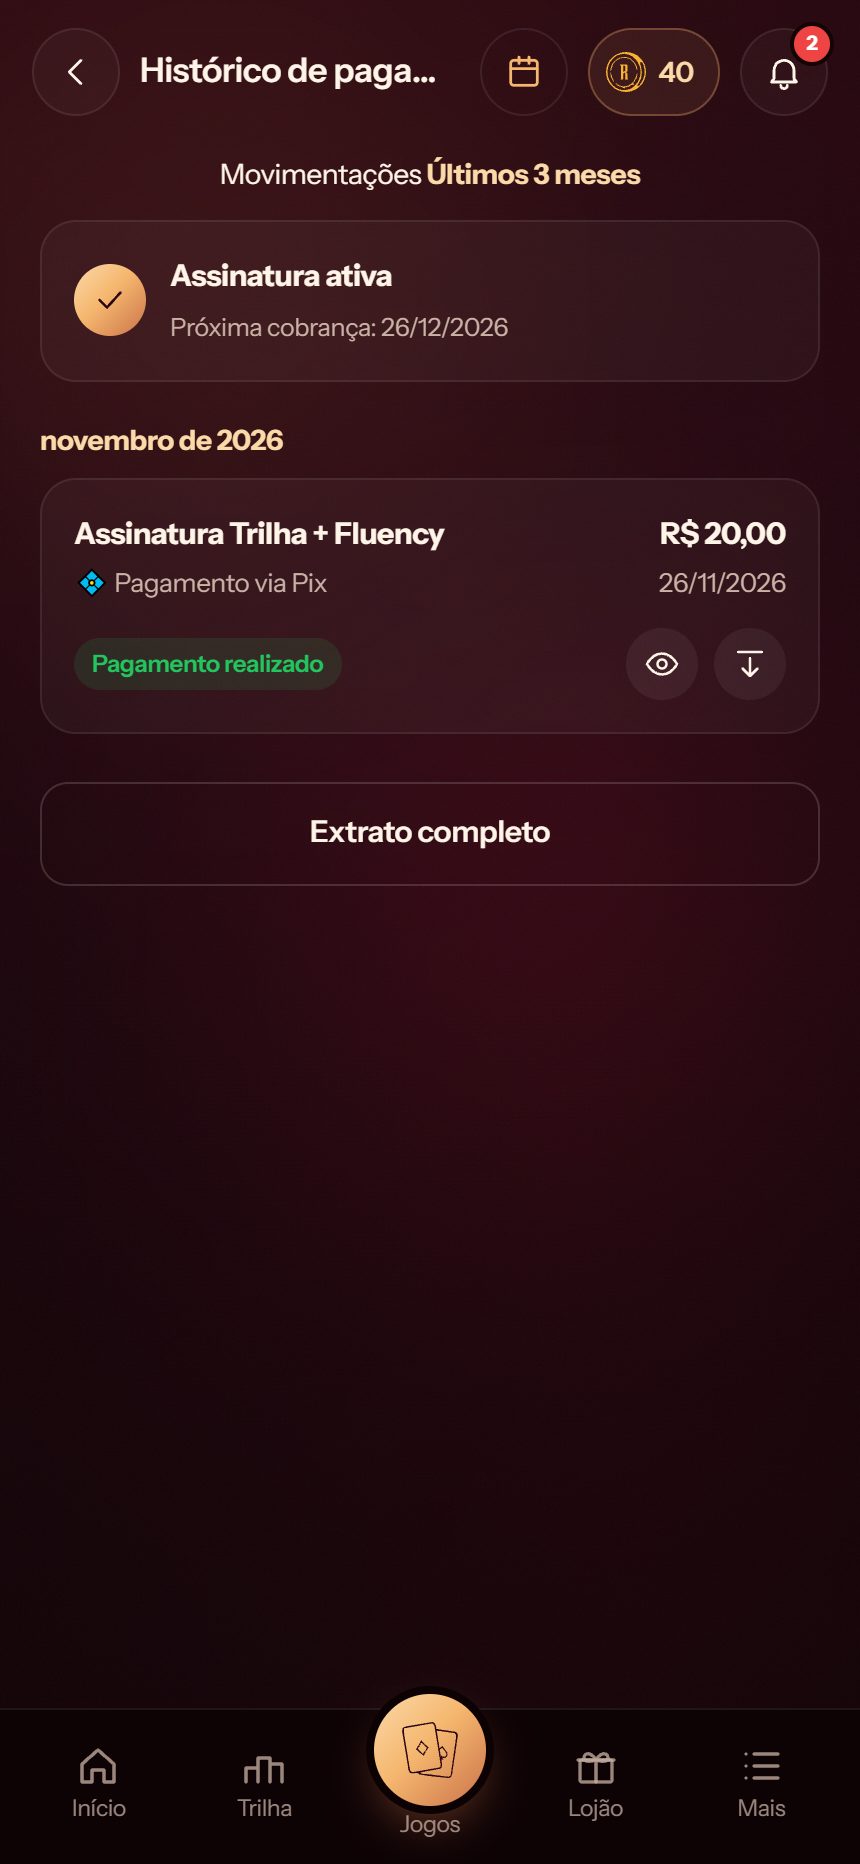 Histórico de paga...
40
2
Movimentações Últimos 3 meses
Assinatura ativa
Próxima cobrança: 26/12/2026
novembro de 2026
Assinatura Trilha + Fluency
R$ 20,00
Pagamento via Pix
26/11/2026
Pagamento realizado
Extrato completo
Início
Trilha
Jogos
Lojão
Mais